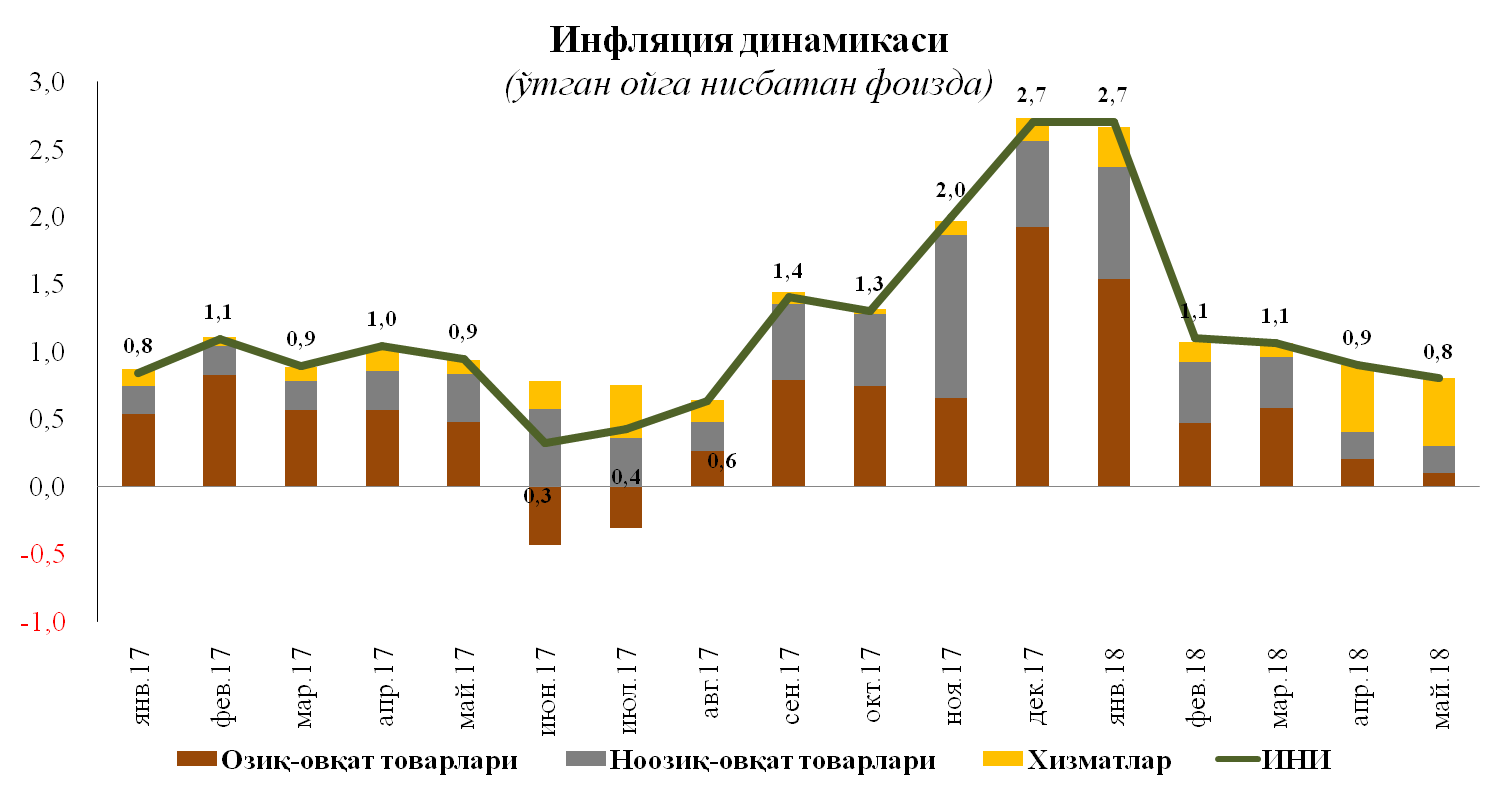 Инфляция динамикаси
(ўтган ойга нисбатан фоизда)
3,0
2,5
2,0
1,5
1,0
0,5
0,0
-0,5
-1,0
0,8
1,1
0,9
1,0
0,9
0,3
0,4
0,6
1,4
1,3
2,0
2,7
2,7
1,1
1,1
0,9
0,8
янв.17
фев.17
мар.17
апр.17
май.17
июн.17
июл.17
авг.17
сен.17
окт.17
ноя.17
дек.17
янв.18
фев.18
мар.18
апр.18
май.18
Озиқ-овқат товарлари
Ноозиқ-овқат товарлари
Хизматлар
ИНИ